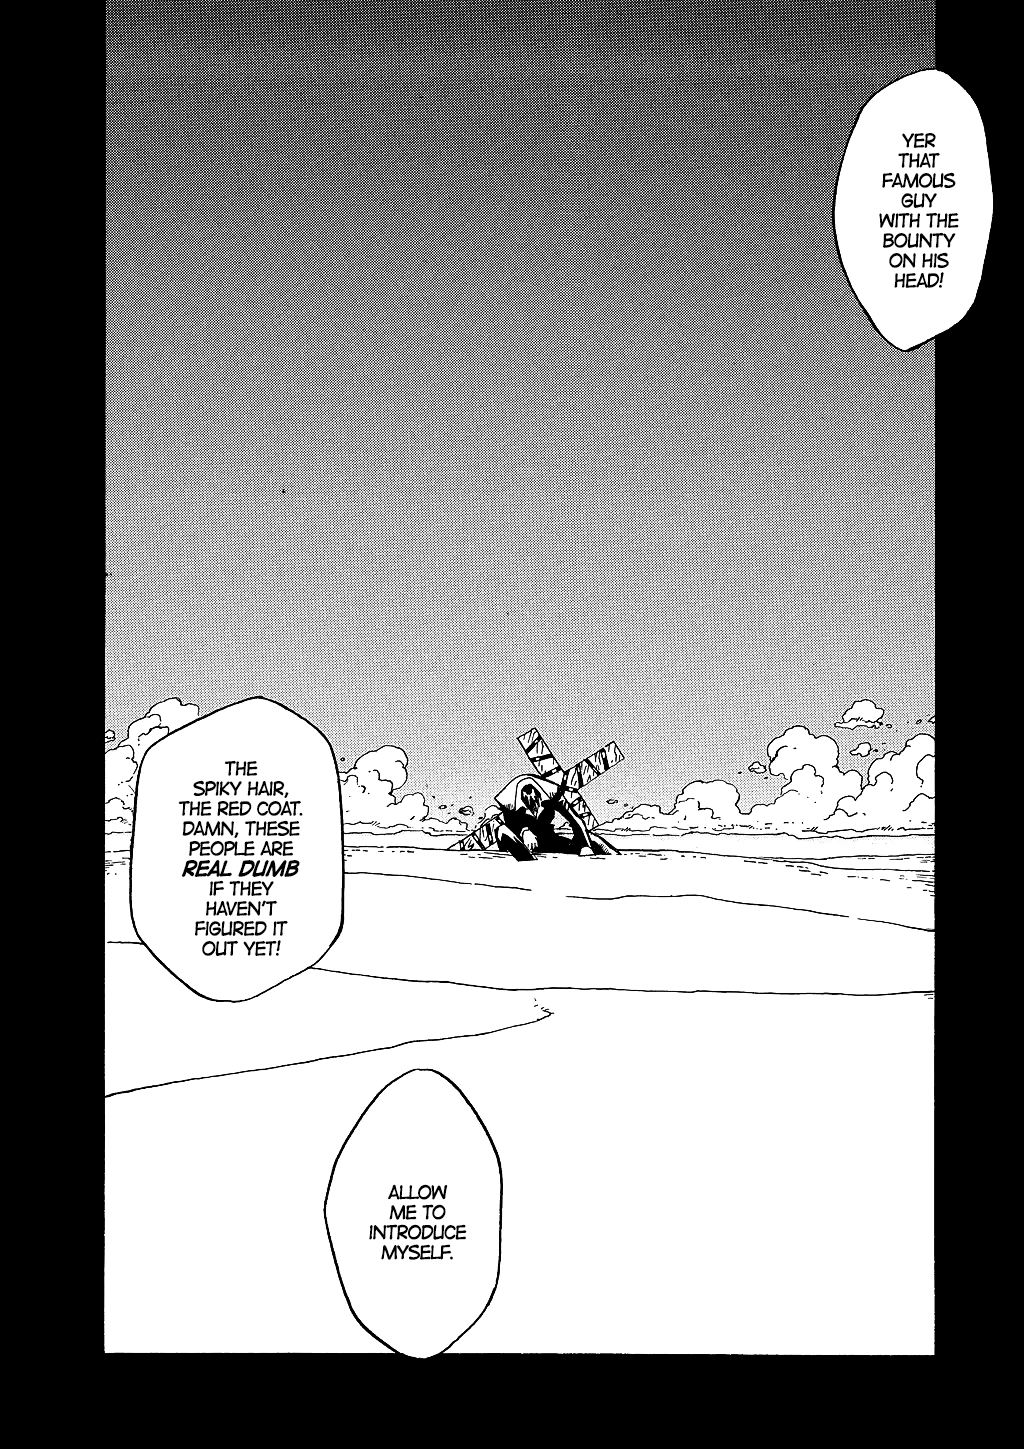 YER
THAT
FAMOUS
GUY
WITH THE
BOUNTY
ON HIS
HEAD!
THE
SPIKY HAIR,
THE RED COAT.
DAMN, THESE
PEOPLE ARE
REAL DUMB
IF THEY
HAVEN'T
FIGURED IT
OUT YET!
ALLOW
ME TO
INTRODUCE
MYSELF.